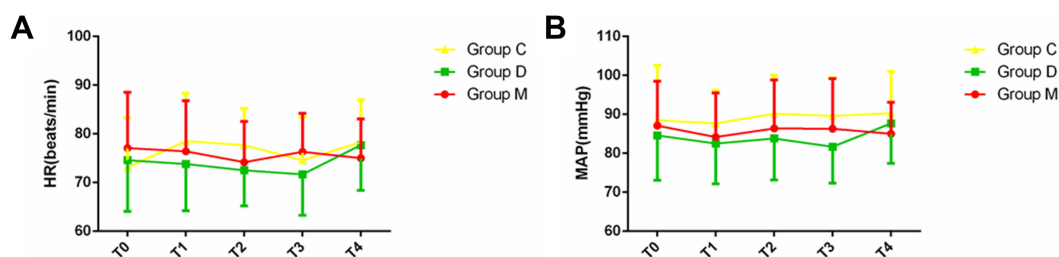 A
HR(beats/min)
100
90
80
70
60
T0
T1
T2
T3
T4
Group C
Group D
Group M
B
MAP(mmHg)
110
100
90
80
70
60
T0
T1
T2
T3
T4
Group C
Group D
Group M